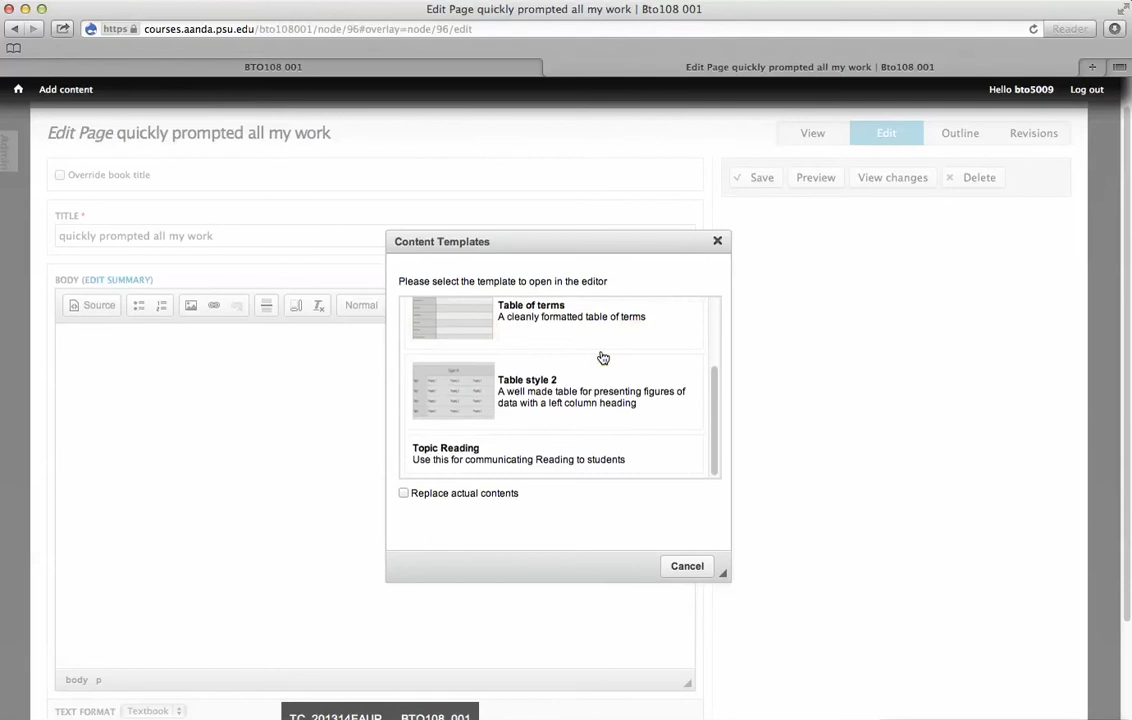 Edit Page quickly prompted all my work | Bto108 001
https courses.aanda.psu.edu/bto108001/node/96#overlay=node/96/edit
Reader
BTO108 001
Edit Page quickly prompted all my work | Bto108 001
Add content
Hello bto5009
Log out
Admin
Edit Page quickly prompted all my work
View
Edit
Outline
Revisions
Override book title
Save
Preview
View changes
Delete
TITLE *
quickly prompted all my work
BODY (EDIT SUMMARY)
Source
Normal
Content Templates
Please select the template to open in the editor
Table of terms
A cleanly formatted table of terms
Table style 2
A well made table for presenting figures of
data with a left column heading
Topic Reading
Use this for communicating Reading to students
Replace actual contents
Cancel
body p
TEXT FORMAT Textbook
TC_201314FAUP___BTO108_001